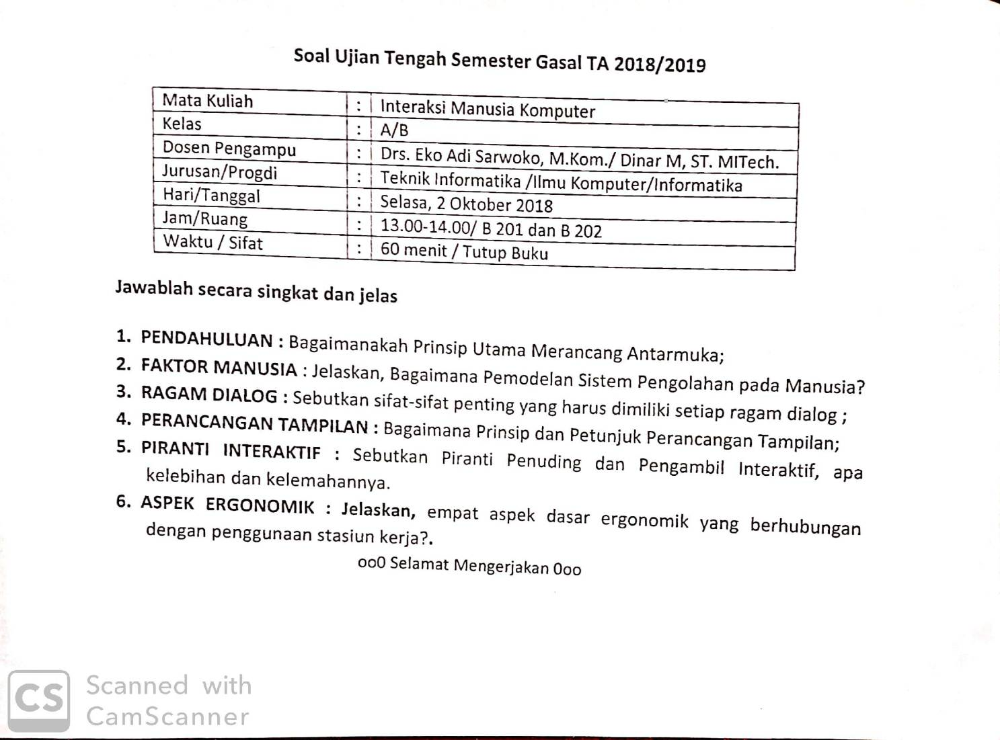 Soal Ujian Tengah Semester Gasal TA 2018/2019
Mata Kuliah : Interaksi Manusia Komputer
Kelas : A/B
Dosen Pengampu : Drs. Eko Adi Sarwoko, M.Kom./ Dinar M, ST. MITech.
Jurusan/Progdi : Teknik Informatika /Ilmu Komputer/Informatika
Hari/Tanggal : Selasa, 2 Oktober 2018
Jam/Ruang : 13.00-14.00/ B 201 dan B 202
Waktu / Sifat : 60 menit / Tutup Buku
Jawablah secara singkat dan jelas
1. PENDAHULUAN : Bagaimanakah Prinsip Utama Merancang Antarmuka;
2. FAKTOR MANUSIA : Jelaskan, Bagaimana Pemodelan Sistem Pengolahan pada Manusia?
3. RAGAM DIALOG : Sebutkan sifat-sifat penting yang harus dimiliki setiap ragam dialog ;
4. PERANCANGAN TAMPILAN : Bagaimana Prinsip dan Petunjuk Perancangan Tampilan;
5. PIRANTI INTERAKTIF : Sebutkan Piranti Penuding dan Pengambil Interaktif, apa
kelebihan dan kelemahannya.
6. ASPEK ERGONOMIK : Jelaskan, empat aspek dasar ergonomik yang berhubungan
dengan penggunaan stasiun kerja?.
oo0 Selamat Mengerjakan 0oo
CS
Scanned with
CamScanner